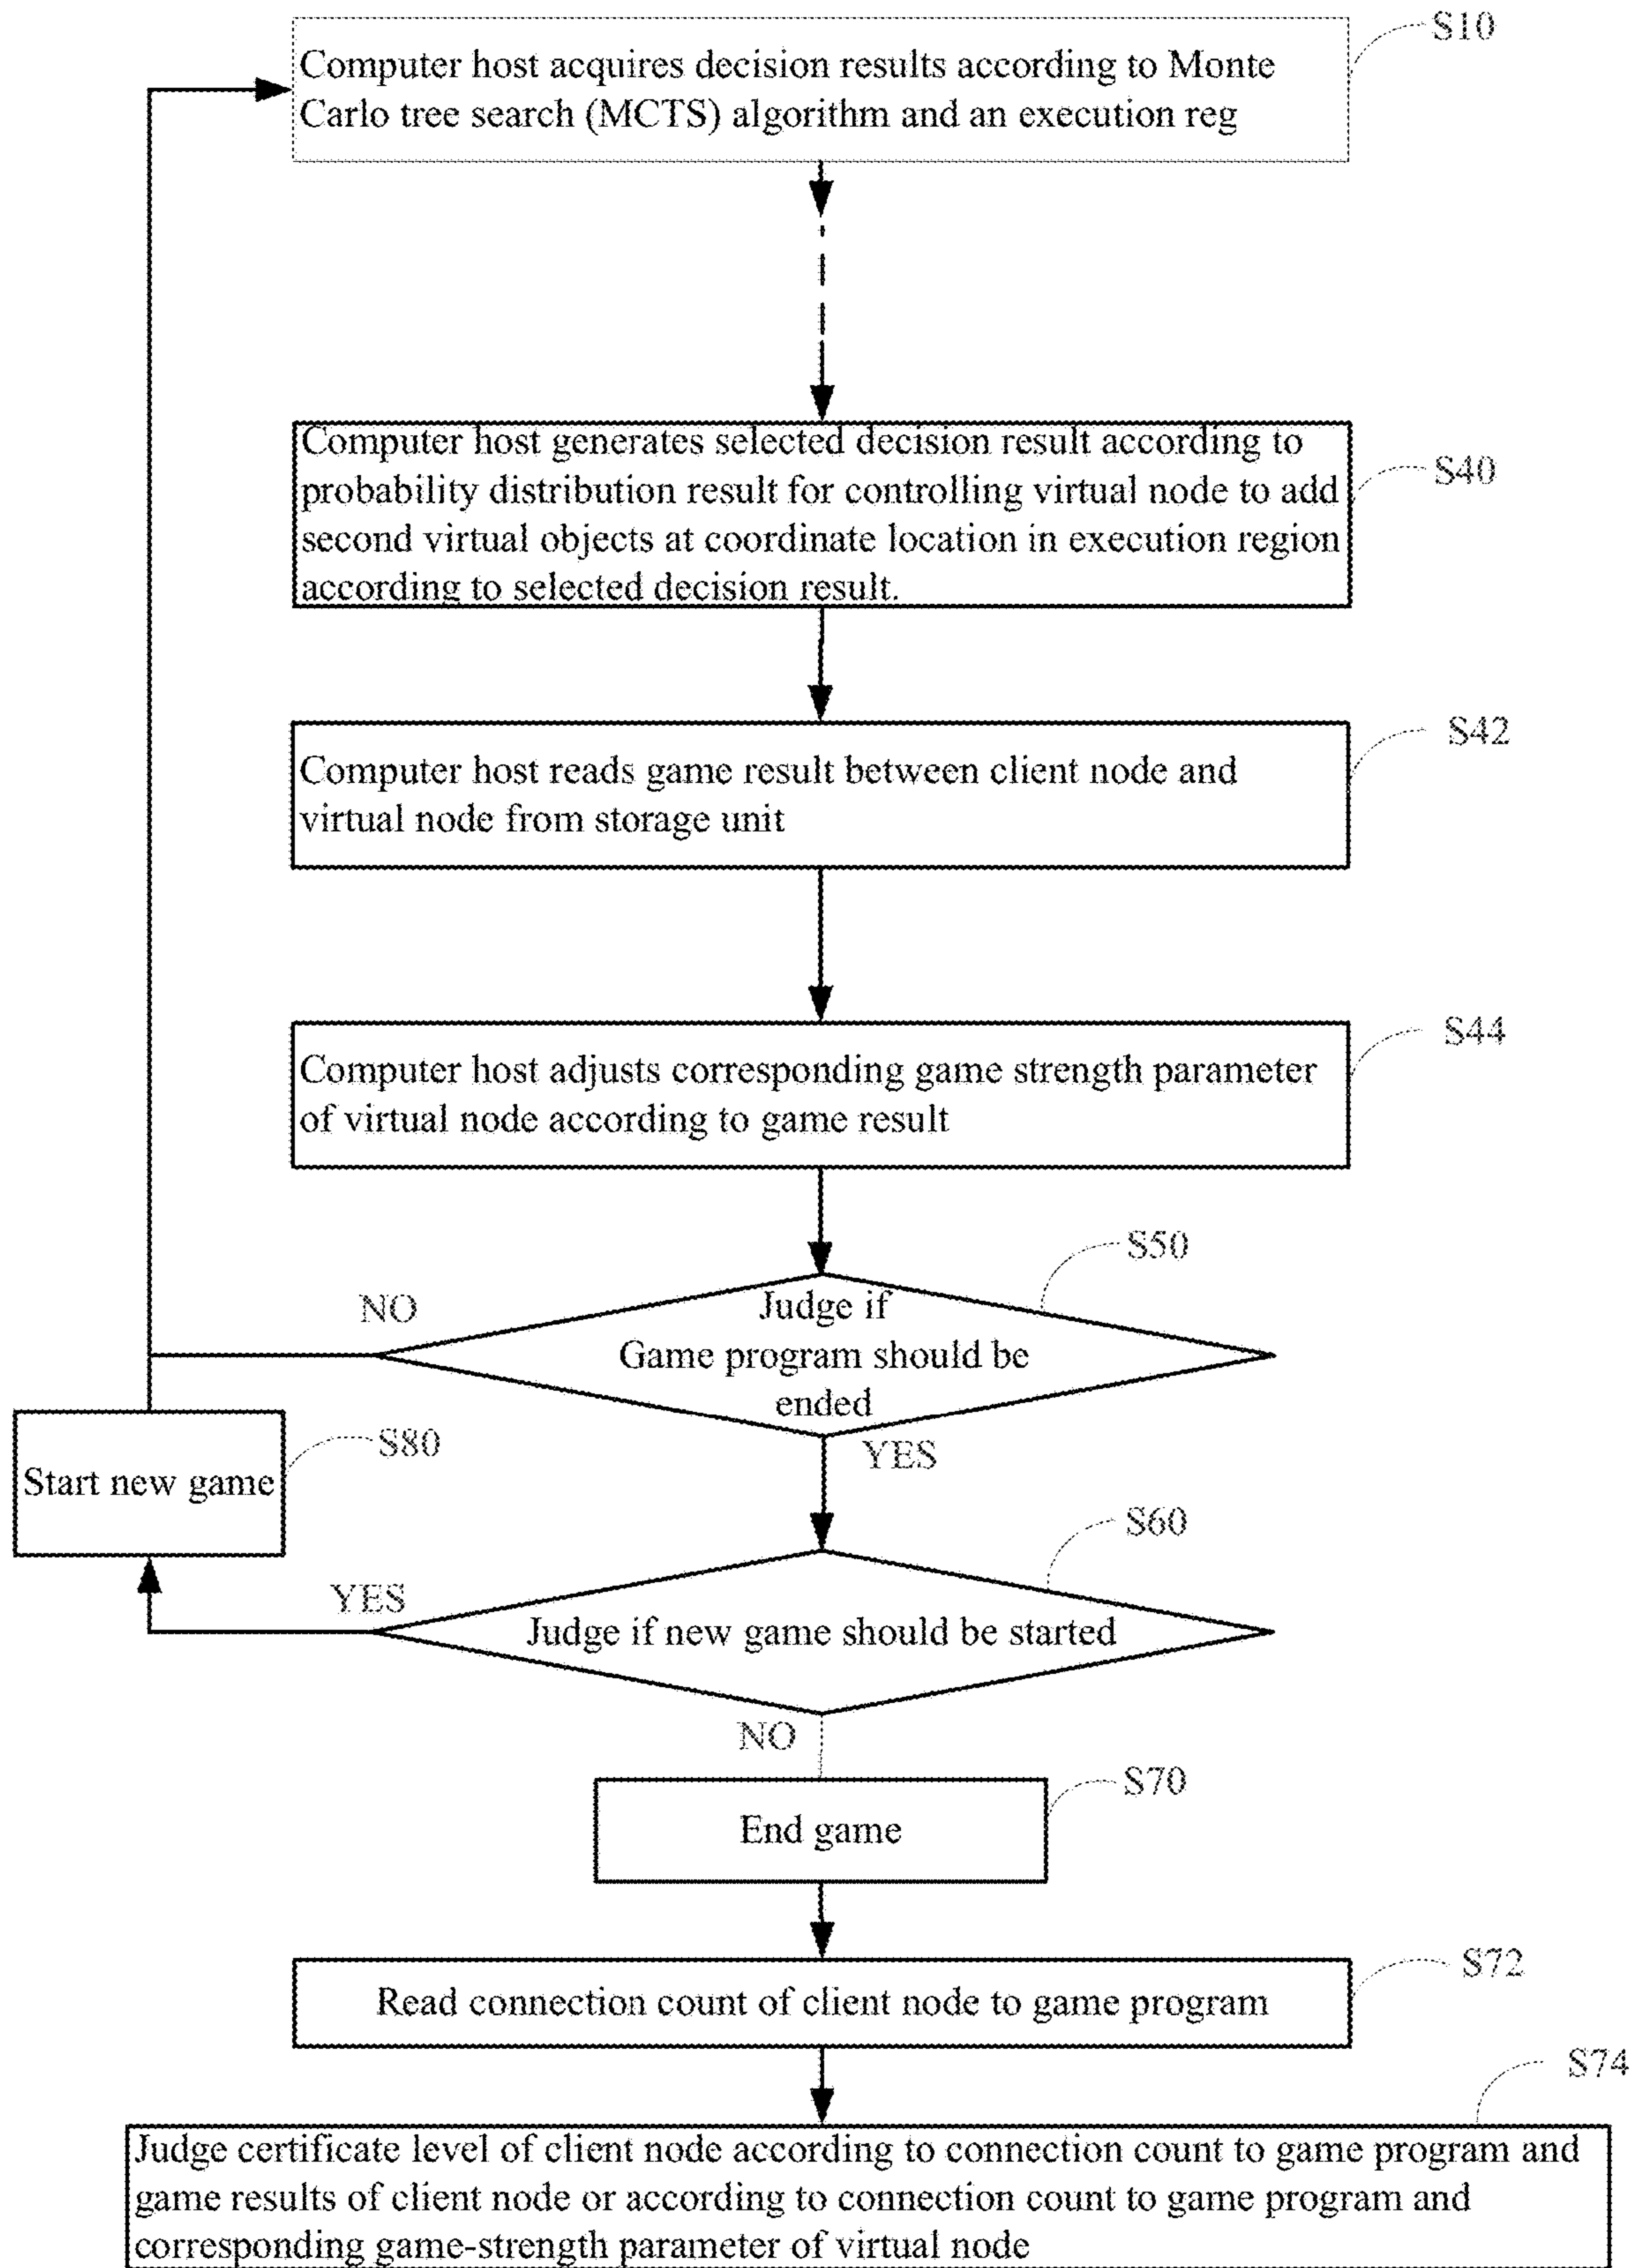 S10
Computer host acquires decision results according to Monte
Carlo tree search (MCTS) algorithm and an execution reg
Computer host generates selected decision result according to
probability distribution result for controlling virtual node to add
second virtual objects at coordinate location in execution region
according to selected decision result.
S40
Computer host reads game result between client node and
virtual node from storage unit
S42
Computer host adjusts corresponding game strength parameter
of virtual node according to game result
S44
S50
NO
Judge if
Game program should be
ended
YES
S80
Start new game
S60
YES
Judge if new game should be started
NO
S70
End game
S72
Read connection count of client node to game program
S74
Judge certificate level of client node according to connection count to game program and
game results of client node or according to connection count to game program and
corresponding game-strength parameter of virtual node